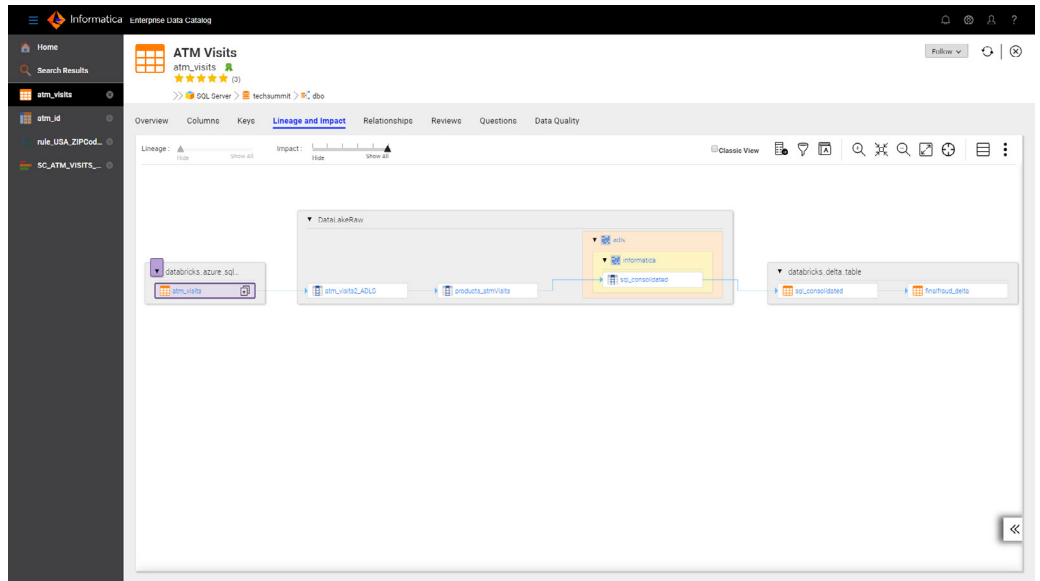 Informatica Enterprise Data Catalog
?
Home
Search Results
atm_visits
atm_id
rule_USA_ZIPCod...
SC_ATM_VISITS_...
ATM Visits
atm_visits
(3)
SQL Server > techsummit > dbo
Follow
Overview Columns Keys Lineage and Impact Relationships Reviews Questions Data Quality
Lineage : Hide Show All Impact : Hide Show All Classic View
DataLakeRaw
adlv
informatica
databricks_azure_sql...
sql_consolidated
databricks_delta_table
atm_visits
atm_visits2_ADLS
products_atmVisits
sql_consolidated
finalfraud_delta